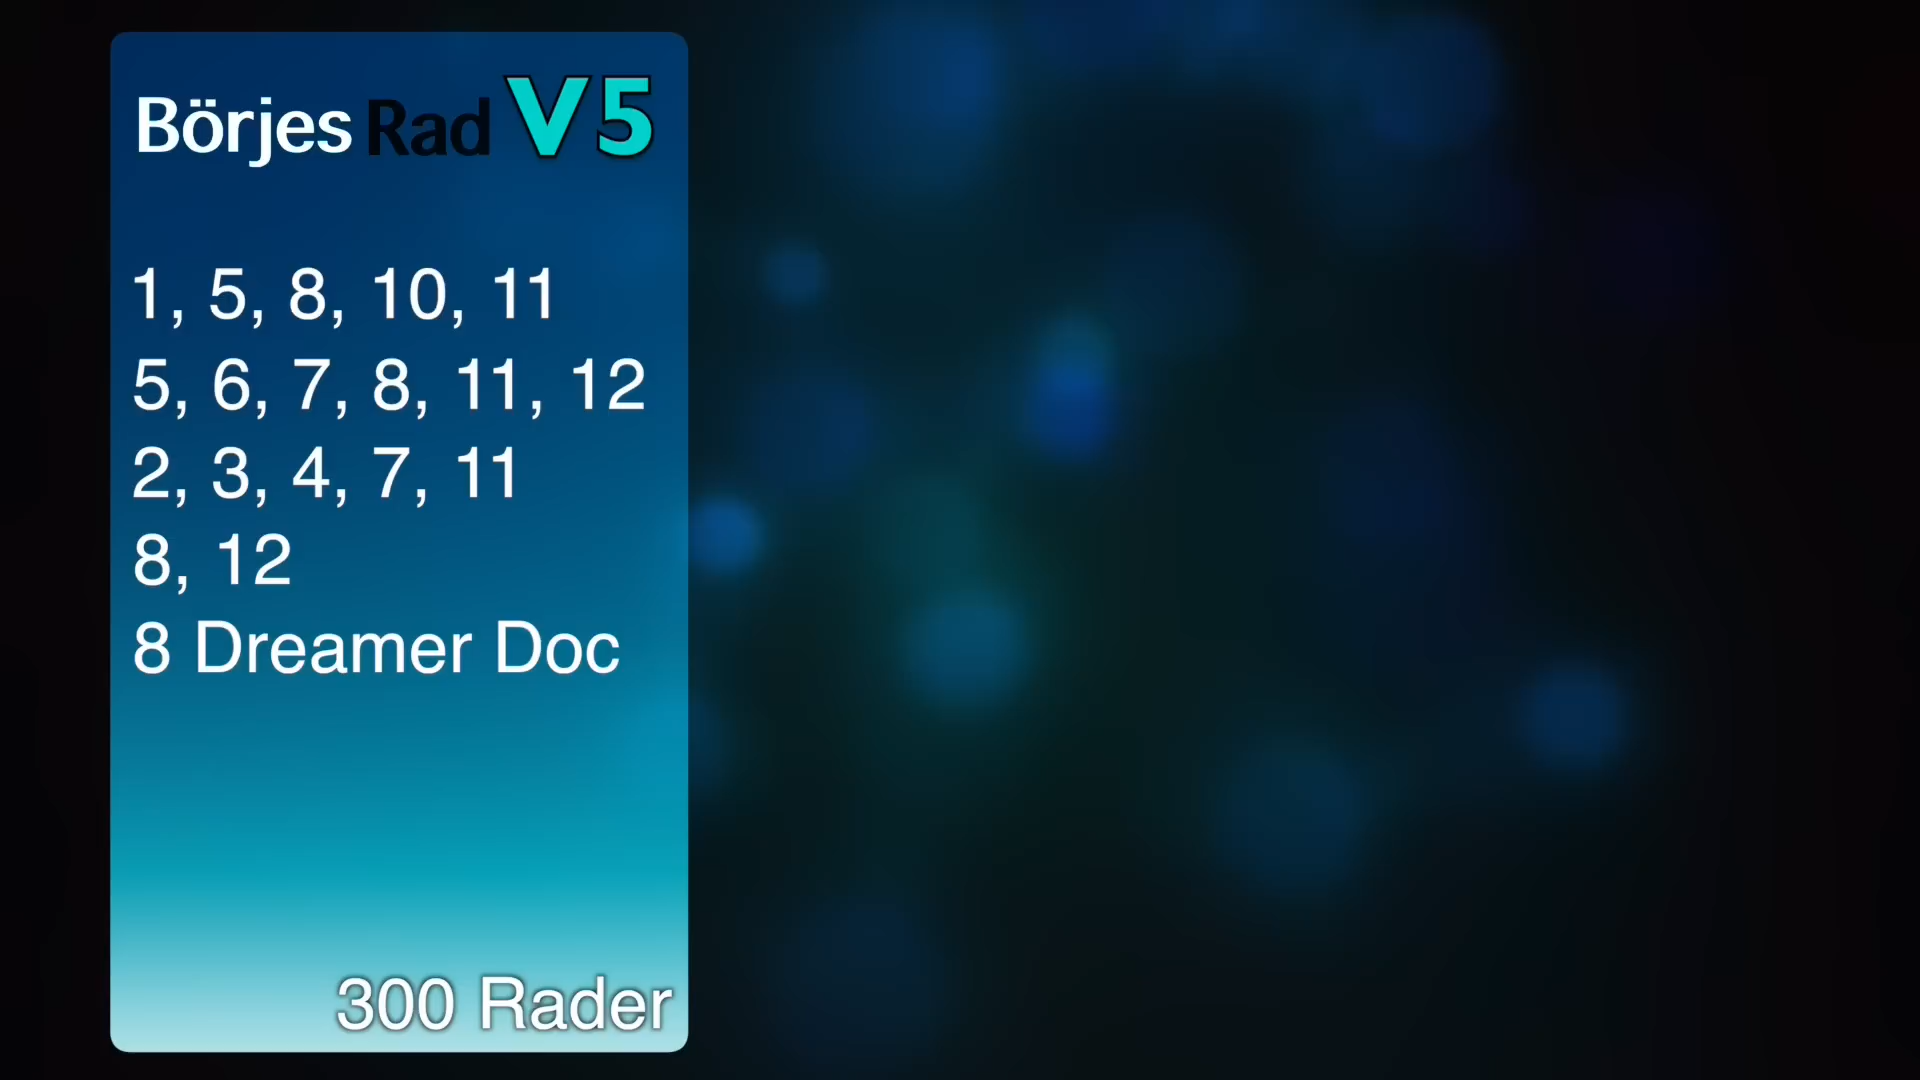 Börjes Rad V5
1, 5, 8, 10, 11
5, 6, 7, 8, 11, 12
2, 3, 4, 7, 11
8, 12
8 Dreamer Doc
300 Rader